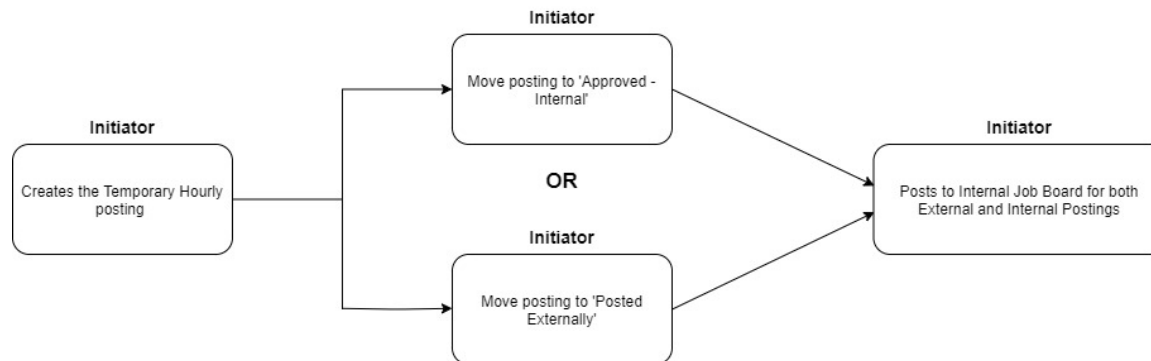 Initiator
Creates the Temporary Hourly
posting
Initiator
Move posting to 'Approved -
Internal'
OR
Initiator
Move posting to 'Posted
Externally'
Initiator
Posts to Internal Job Board for both
External and Internal Postings